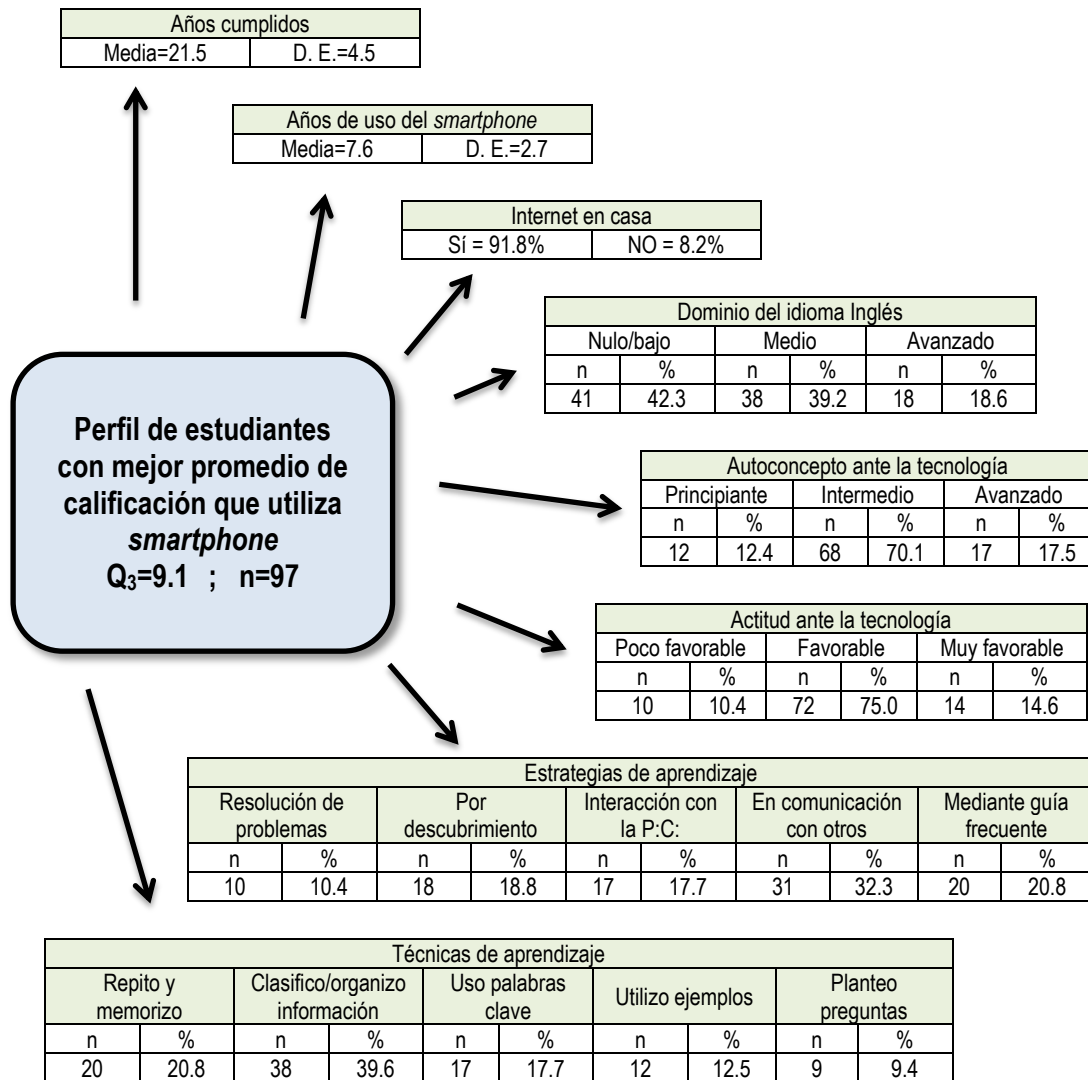 Años cumplidos
Media=21.5 D. E.=4.5
Años de uso del smartphone
Media=7.6 D. E.=2.7
Internet en casa
Sí = 91.8% NO = 8.2%
Dominio del idioma Inglés
Nulo/bajo Medio Avanzado
n % n % n %
41 42.3 38 39.2 18 18.6
Perfil de estudiantes
con mejor promedio de
calificación que utiliza
smartphone
Q₃=9.1 ; n=97
Autoconcepto ante la tecnología
Principiante Intermedio Avanzado
n % n % n %
12 12.4 68 70.1 17 17.5
Actitud ante la tecnología
Poco favorable Favorable Muy favorable
n % n % n %
10 10.4 72 75.0 14 14.6
Estrategias de aprendizaje
Resolución de Por Interacción con En comunicación Mediante guía
problemas descubrimiento la P:C: con otros frecuente
n % n % n % n % n %
10 10.4 18 18.8 17 17.7 31 32.3 20 20.8
Técnicas de aprendizaje
Repito y Clasifico/organizo Uso palabras Utilizo ejemplos Planteo
memorizo información clave preguntas
n % n % n % n % n %
20 20.8 38 39.6 17 17.7 12 12.5 9 9.4